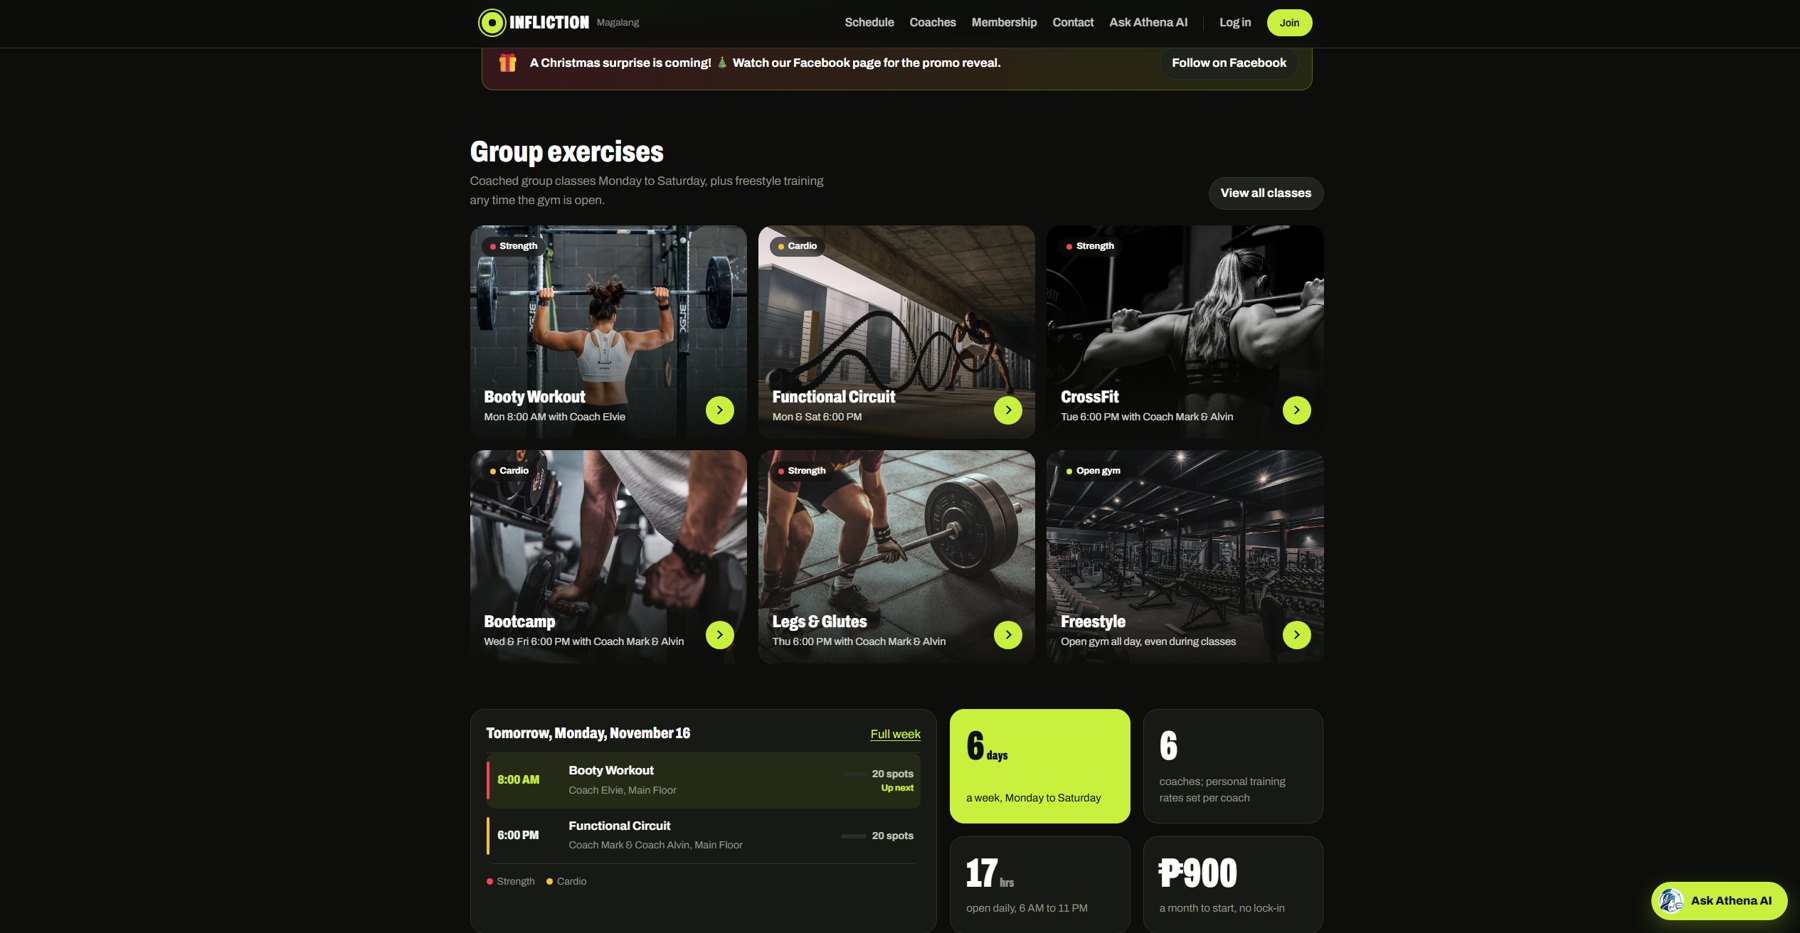 INFLICTION Magalang
Schedule Coaches Membership Contact Ask Athena AI Log in Join
A Christmas surprise is coming! 🎄 Watch our Facebook page for the promo reveal.
Follow on Facebook
Group exercises
Coached group classes Monday to Saturday, plus freestyle training
any time the gym is open.
View all classes
Strength
Booty Workout
Mon 8:00 AM with Coach Elvie
Cardio
Functional Circuit
Mon & Sat 6:00 PM
Strength
CrossFit
Tue 6:00 PM with Coach Mark & Alvin
Cardio
Bootcamp
Wed & Fri 6:00 PM with Coach Mark & Alvin
Strength
Legs & Glutes
Thu 6:00 PM with Coach Mark & Alvin
Open gym
Freestyle
Open gym all day, even during classes
Tomorrow, Monday, November 16
Full week
8:00 AM
Booty Workout
Coach Elvie, Main Floor
20 spots
Up next
6:00 PM
Functional Circuit
Coach Mark & Coach Alvin, Main Floor
20 spots
Strength Cardio
6 days
a week, Monday to Saturday
6
coaches; personal training
rates set per coach
17 hrs
open daily, 6 AM to 11 PM
₱900
a month to start, no lock-in
Ask Athena AI